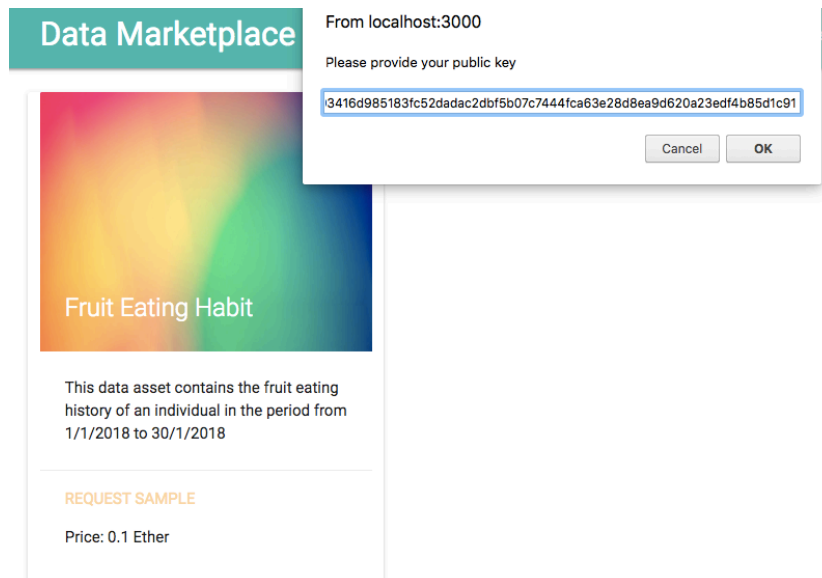 Data Marketplace
From localhost:3000
Please provide your public key
3416d985183fc52dadac2dbf5b07c7444fca63e28d8ea9d620a23edf4b85d1c91
Cancel OK
Fruit Eating Habit
This data asset contains the fruit eating
history of an individual in the period from
1/1/2018 to 30/1/2018
REQUEST SAMPLE
Price: 0.1 Ether